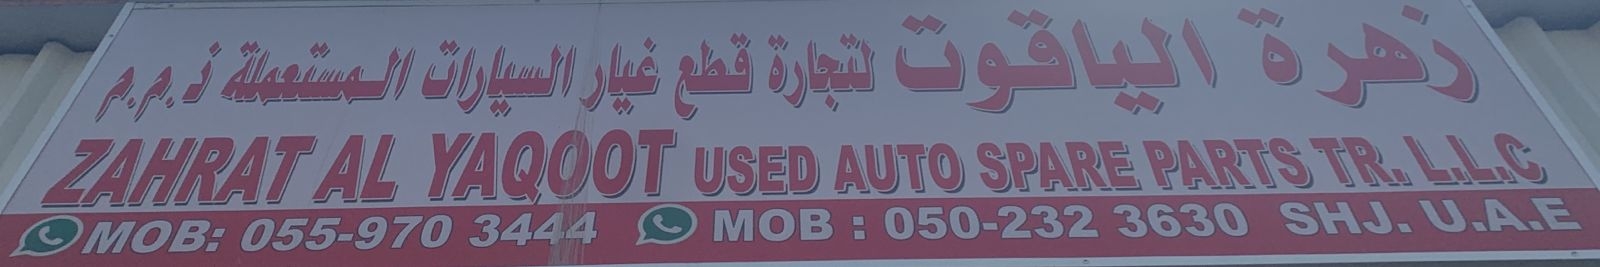 زهرة الياقوت لتجارة قطع غيار السيارات المستعملة ذ.م.م
ZAHRAT AL YAQOOT USED AUTO SPARE PARTS TR. L.L.C
MOB: 055-970 3444 MOB : 050-232 3630 SHJ. U.A.E